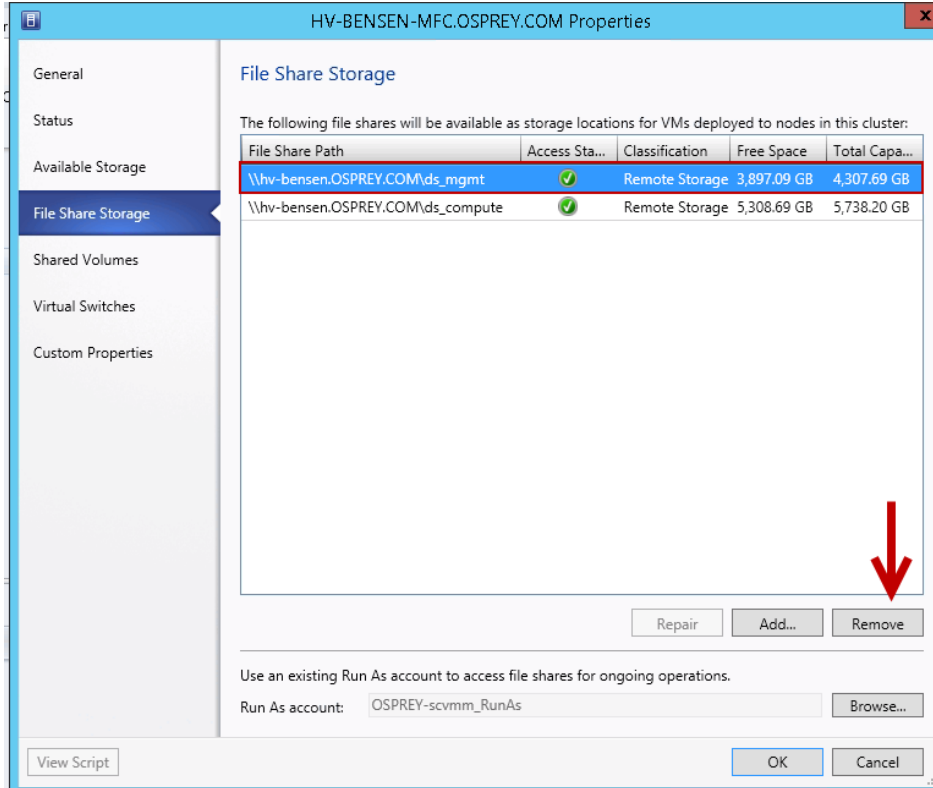 HV-BENSEN-MFC.OSPREY.COM Properties
x
General
Status
Available Storage
File Share Storage
Shared Volumes
Virtual Switches
Custom Properties
File Share Storage
The following file shares will be available as storage locations for VMs deployed to nodes in this cluster:
File Share Path Access Sta... Classification Free Space Total Capa...
\\hv-bensen.OSPREY.COM\ds_mgmt Remote Storage 3,897.09 GB 4,307.69 GB
\\hv-bensen.OSPREY.COM\ds_compute Remote Storage 5,308.69 GB 5,738.20 GB
Repair Add... Remove
Use an existing Run As account to access file shares for ongoing operations.
Run As account: OSPREY-scvmm_RunAs Browse...
View Script OK Cancel